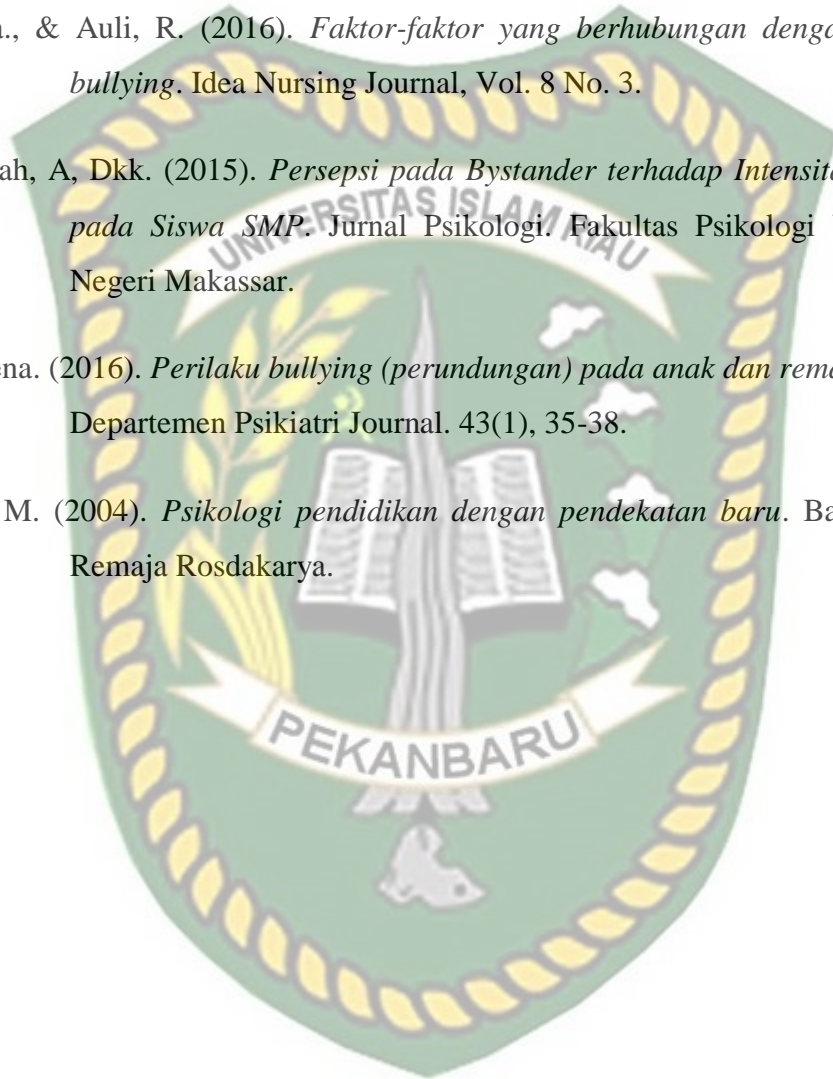 a., & Auli, R. (2016). Faktor-faktor yang berhubungan denga
bullying. Idea Nursing Journal, Vol. 8 No. 3.
ah, A, Dkk. (2015). Persepsi pada Bystander terhadap Intensita
pada Siswa SMP. Jurnal Psikologi. Fakultas Psikologi
Negeri Makassar.
ena. (2016). Perilaku bullying (perundungan) pada anak dan rema
Departemen Psikiatri Journal. 43(1), 35-38.
M. (2004). Psikologi pendidikan dengan pendekatan baru. Ba
Remaja Rosdakarya.
UNIVERSITAS ISLAM RIAU
PEKANBARU